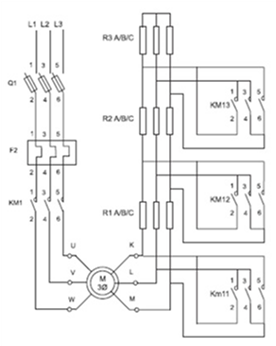 L1 L2 L3
R3 A/B/C
1 3 5
Q1
2 4 6
1 3 5
KM13
2 4 6
R2 A/B/C
1 3 5
F2
2 4 6
1 3 5
KM12
2 4 6
1 3 5
KM1
2 4 6
R1 A/B/C
U K
M
3Ø
V L
W M
1 3 5
Km11
2 4 6